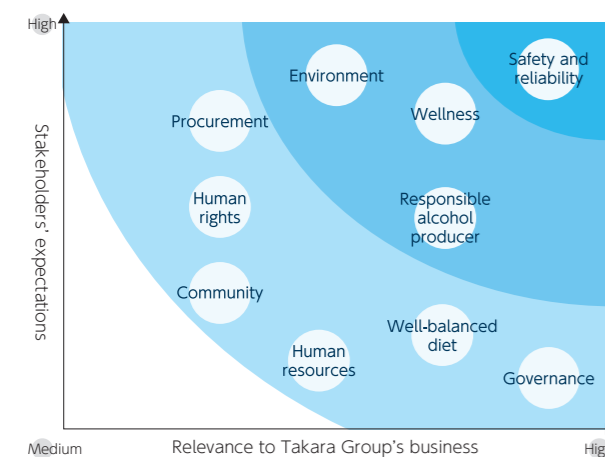 High
Safety and
reliability
Environment
Wellness
Procurement
Stakeholders' expectations
Human
rights
Responsible
alcohol
producer
Community
Well-balanced
diet
Human
resources
Governance
Medium
Relevance to Takara Group's business
Hig